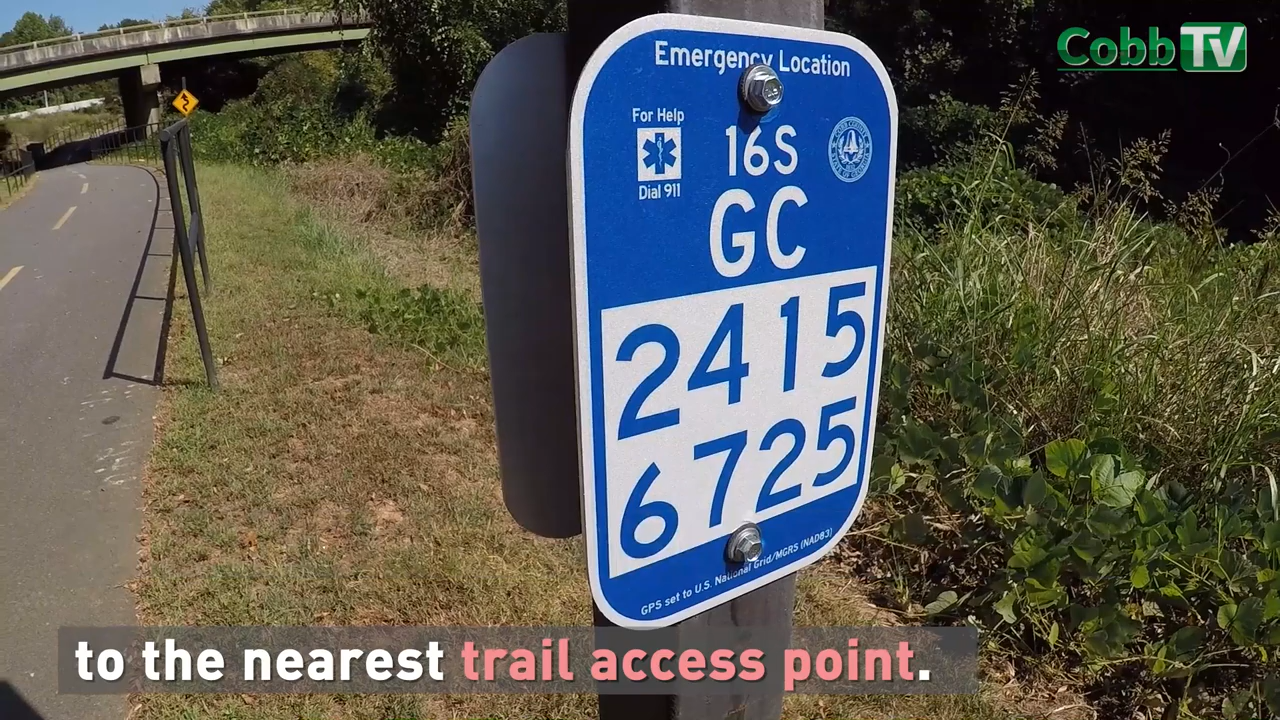 CobbTV
Emergency Location
For Help
Dial 911
16S
GC
2415
6725
GPS set to U.S. National Grid/MGRS (NAD83)
to the nearest trail access point.